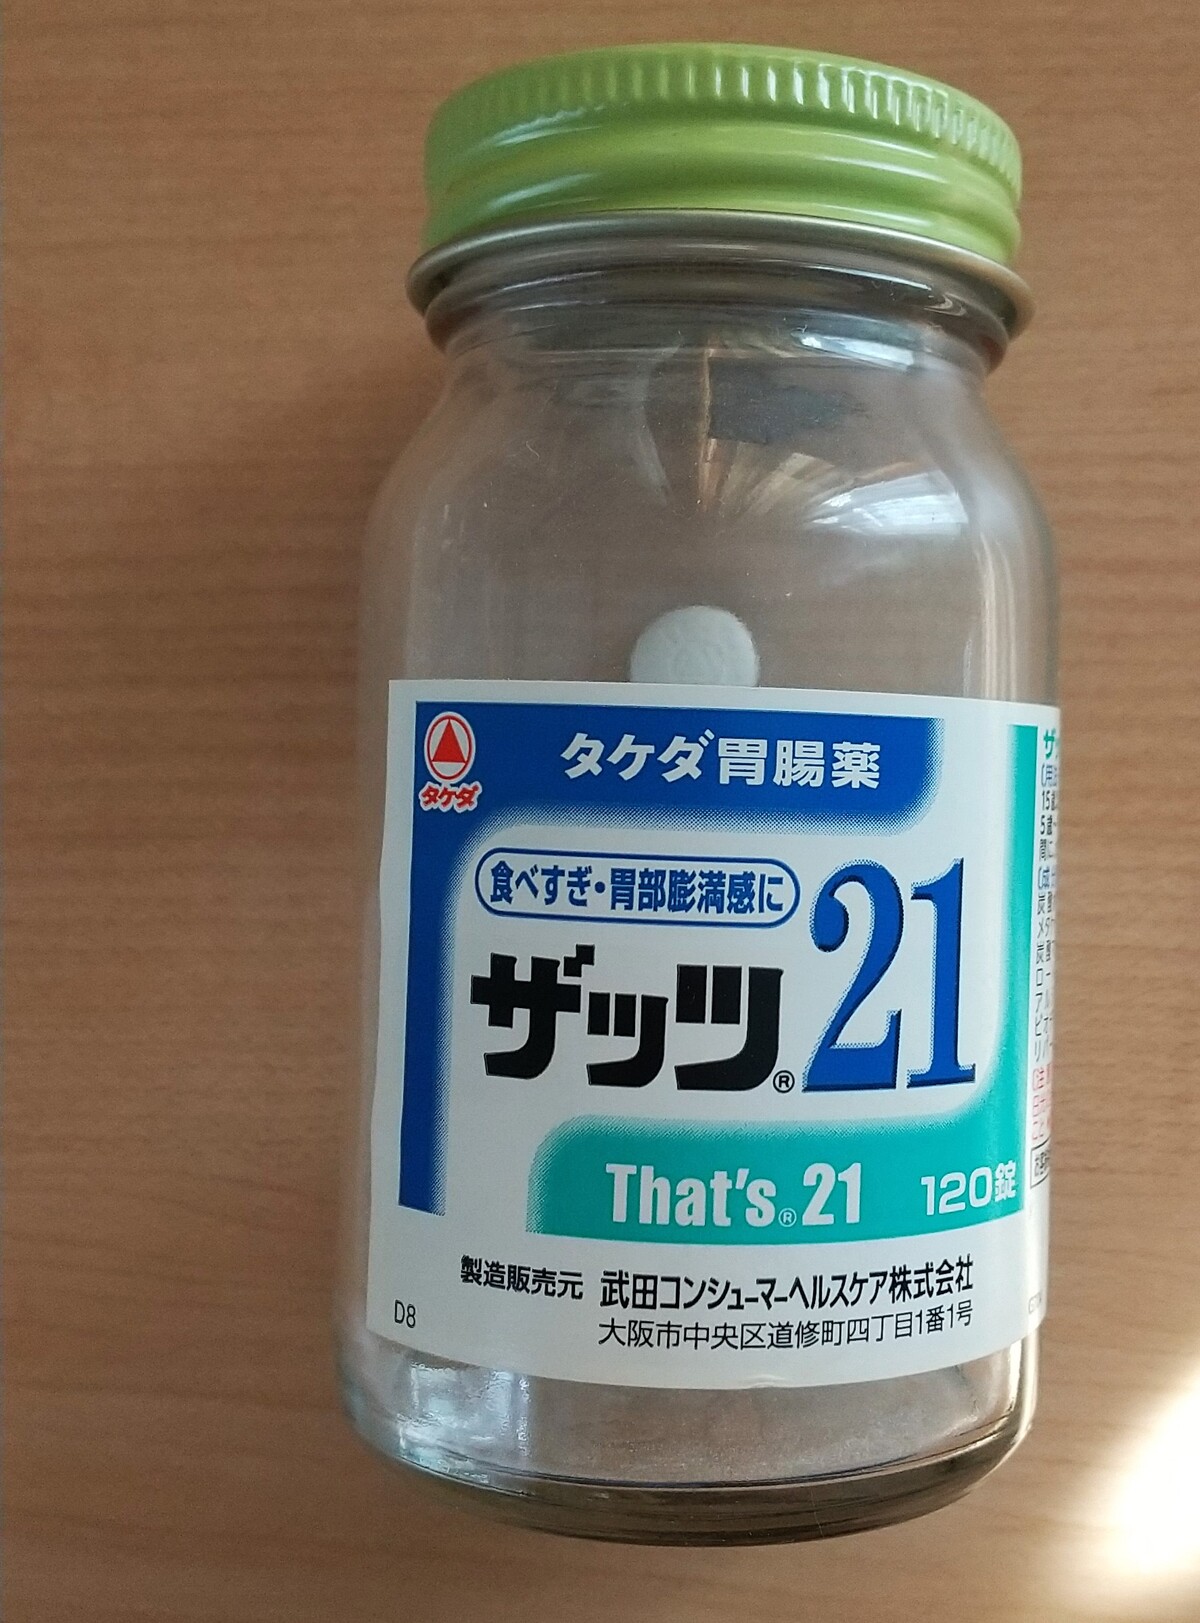 タケダ
タケダ胃腸薬
食べすぎ・胃部膨満感に
ザッツ®21
That's®21
120錠
製造販売元 武田コンシューマーヘルスケア株式会社
大阪市中央区道修町四丁目1番1号
D8